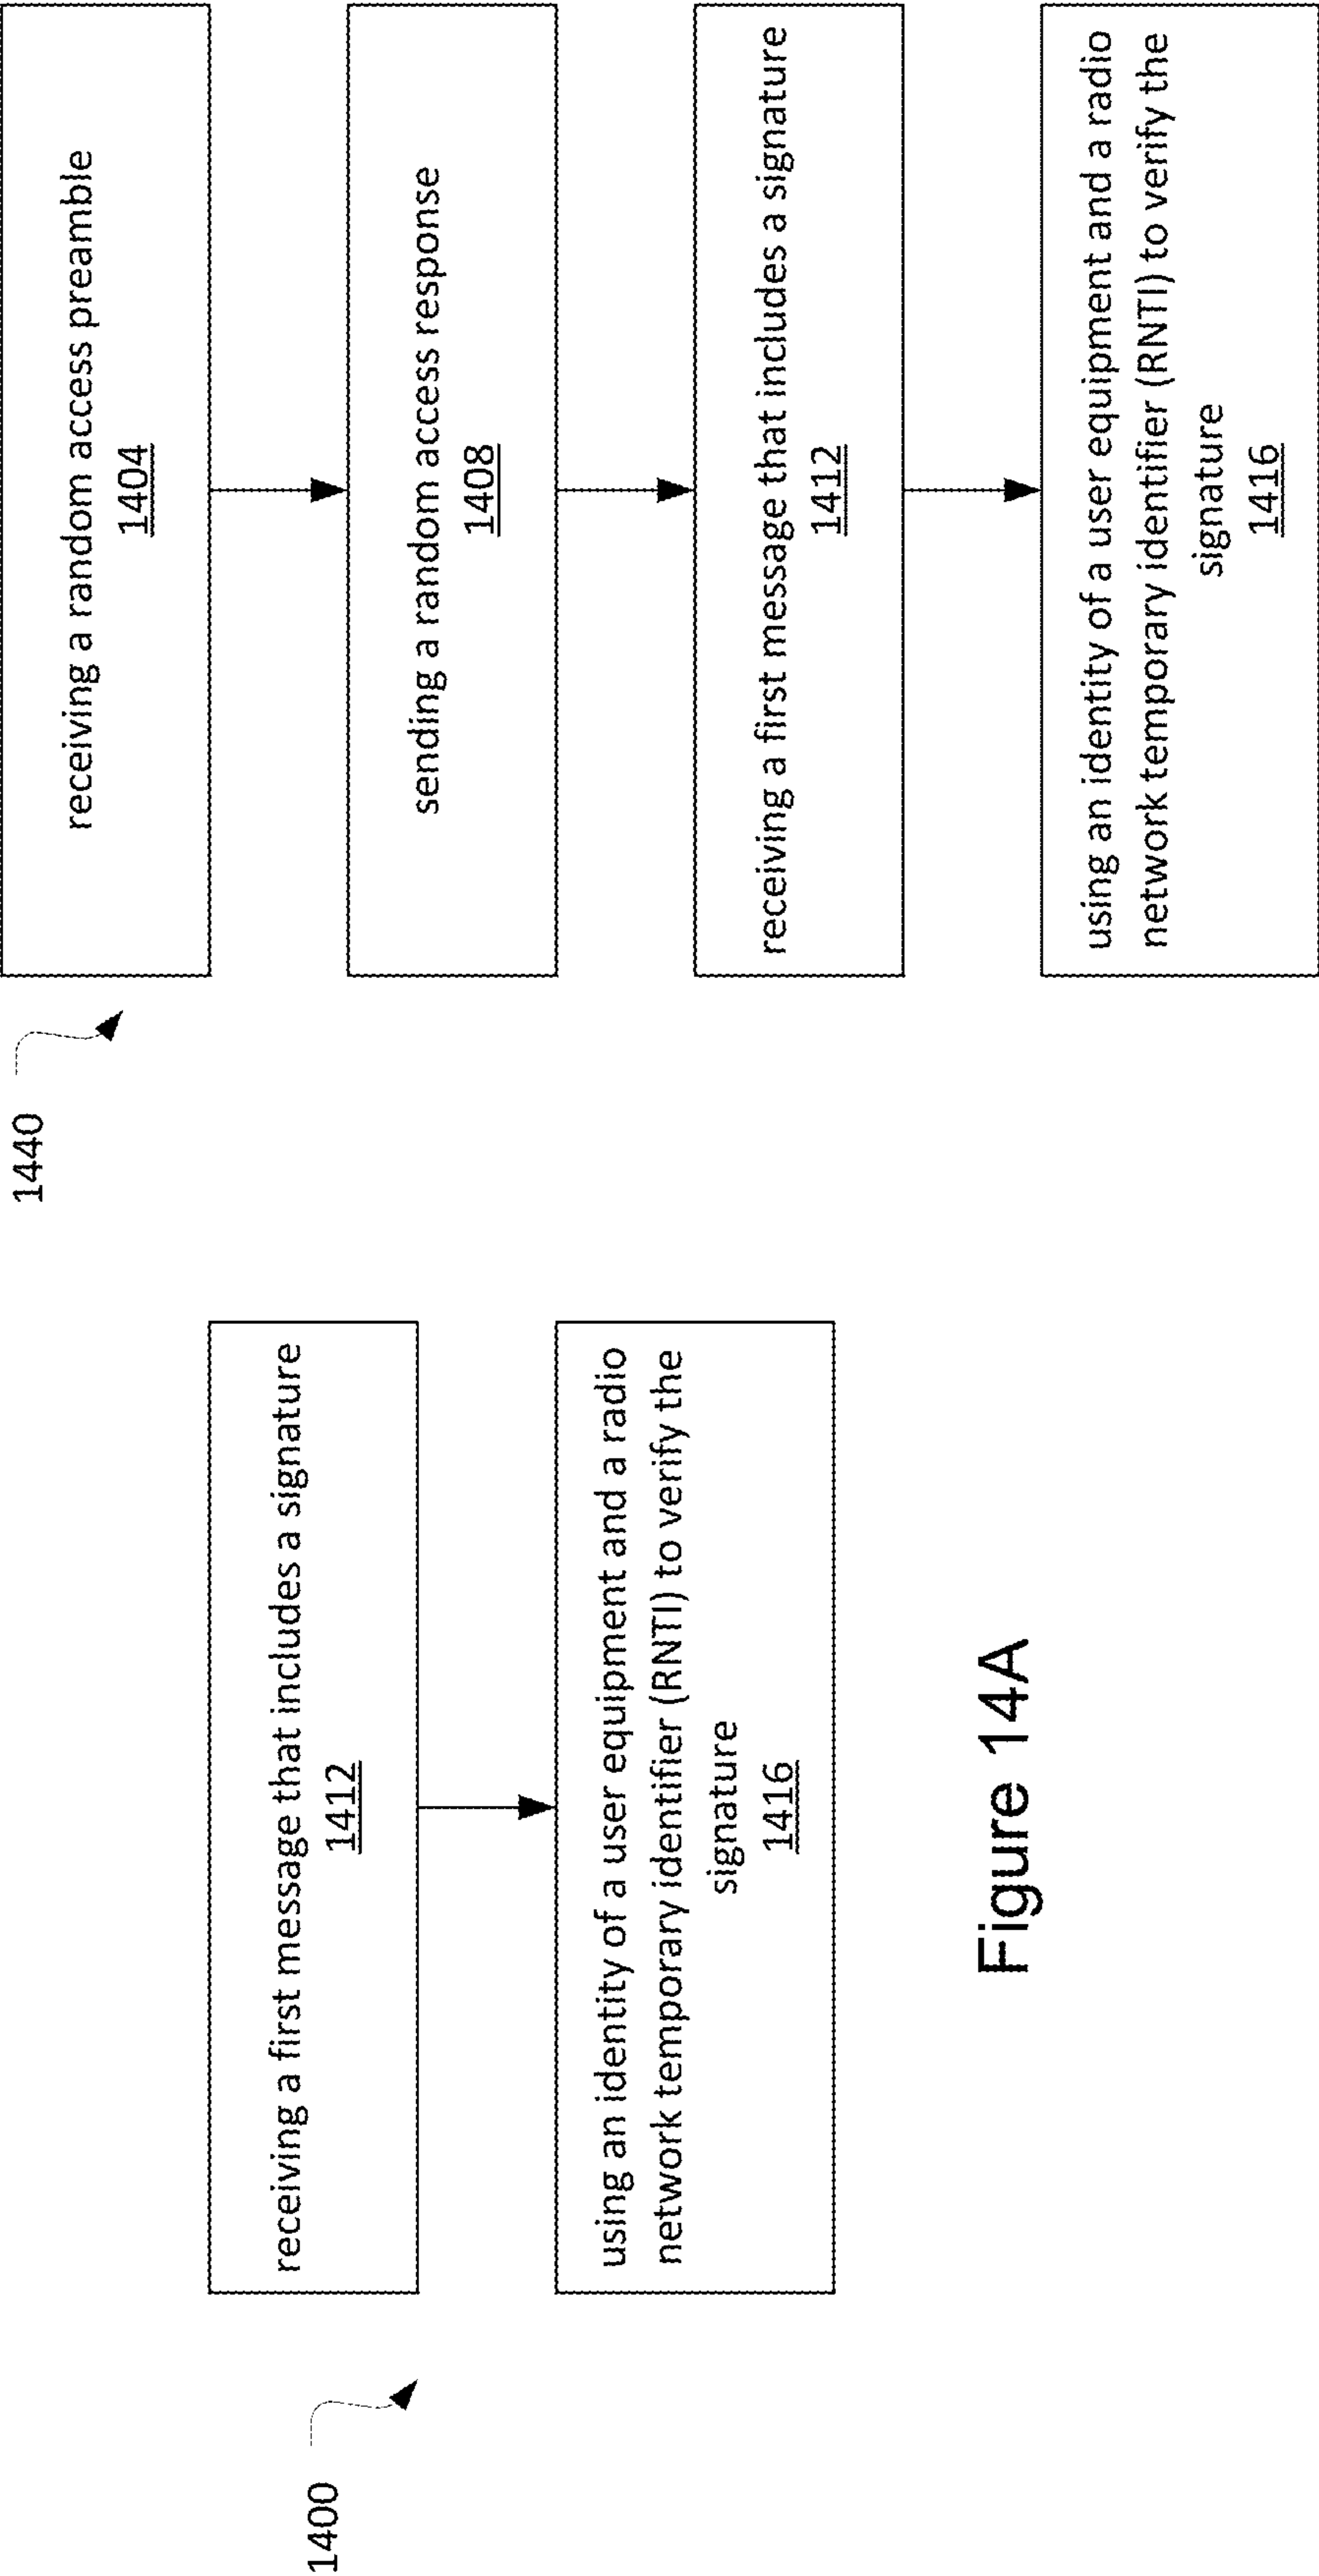 1400
receiving a first message that includes a signature
1412
using an identity of a user equipment and a radio
network temporary identifier (RNTI) to verify the
signature
1416
Figure 14A
1440
receiving a random access preamble
1404
sending a random access response
1408
receiving a first message that includes a signature
1412
using an identity of a user equipment and a radio
network temporary identifier (RNTI) to verify the
signature
1416